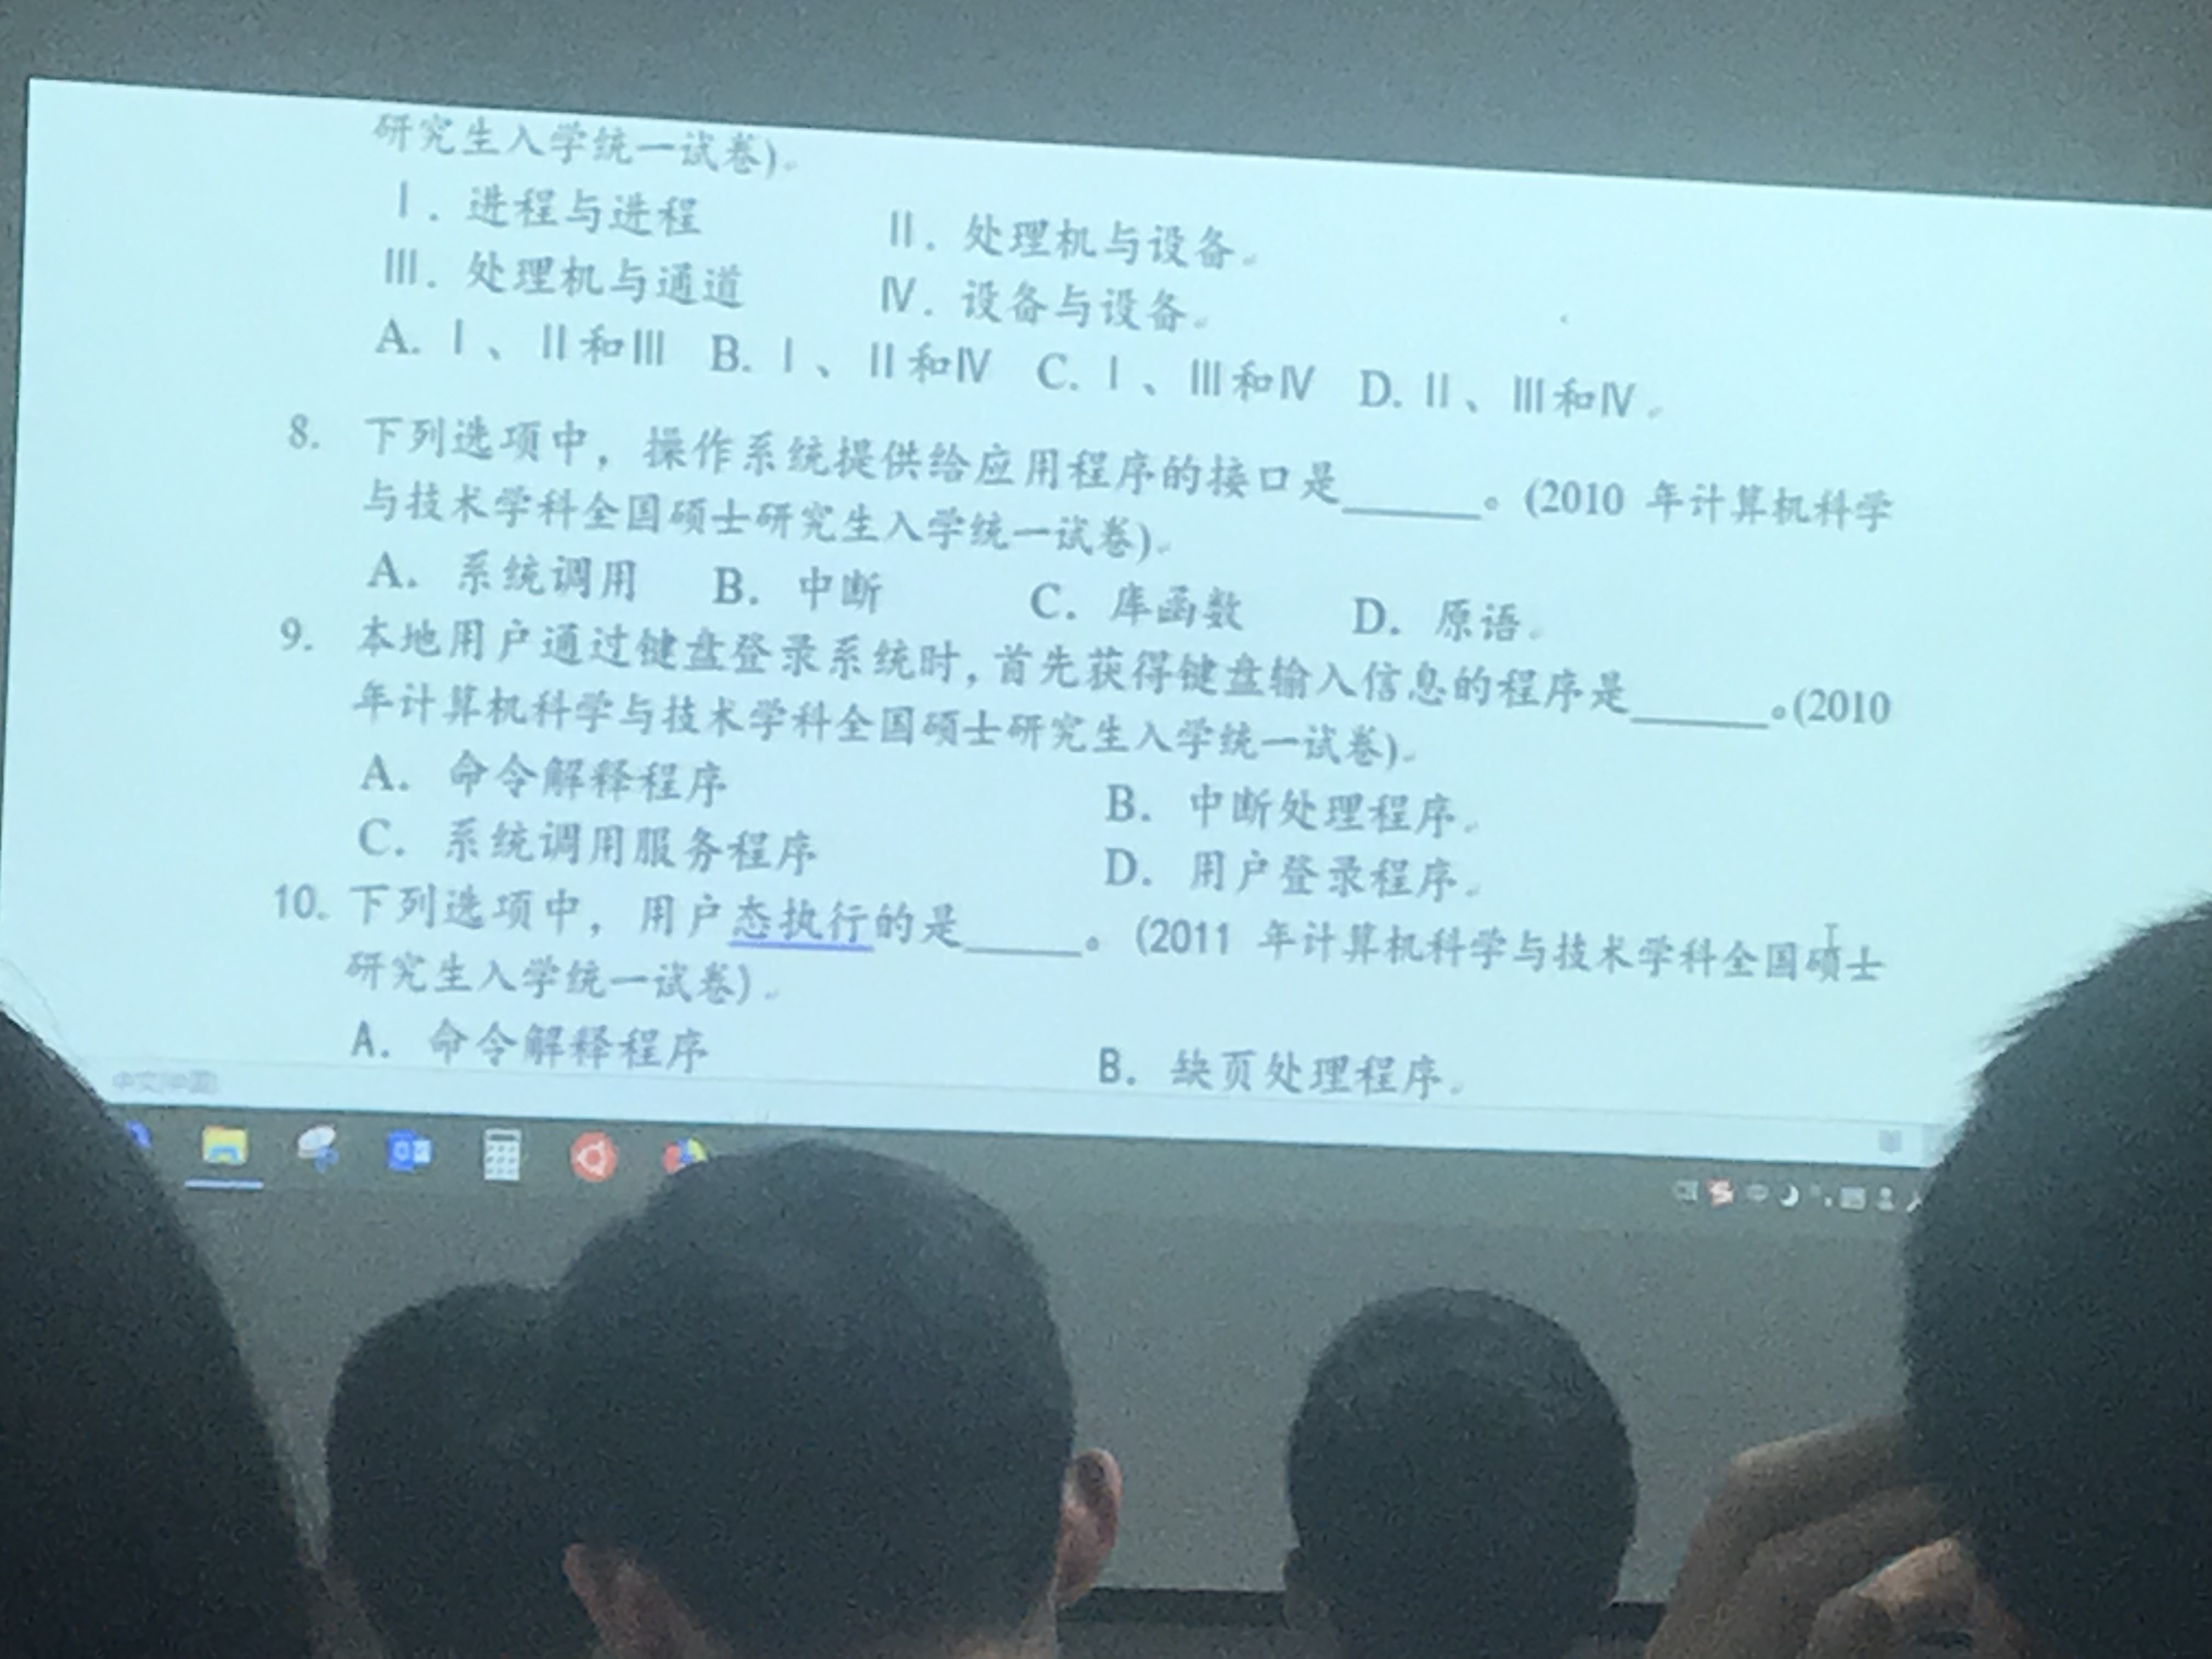 研究生入学统一试卷)
Ⅰ. 进程与进程 Ⅱ. 处理机与设备
Ⅲ. 处理机与通道 Ⅳ. 设备与设备
A. Ⅰ、Ⅱ和Ⅲ B. Ⅰ、Ⅱ和Ⅳ C. Ⅰ、Ⅲ和Ⅳ D. Ⅱ、Ⅲ和Ⅳ
8. 下列选项中，操作系统提供给应用程序的接口是______。(2010 年计算机科学
与技术学科全国硕士研究生入学统一试卷)
A. 系统调用 B. 中断 C. 库函数 D. 原语
9. 本地用户通过键盘登录系统时，首先获得键盘输入信息的程序是______。(2010
年计算机科学与技术学科全国硕士研究生入学统一试卷)
A. 命令解释程序 B. 中断处理程序
C. 系统调用服务程序 D. 用户登录程序
10. 下列选项中，用户态执行的是_____。(2011 年计算机科学与技术学科全国硕士
研究生入学统一试卷)
A. 命令解释程序 B. 缺页处理程序
中文(中国)
中